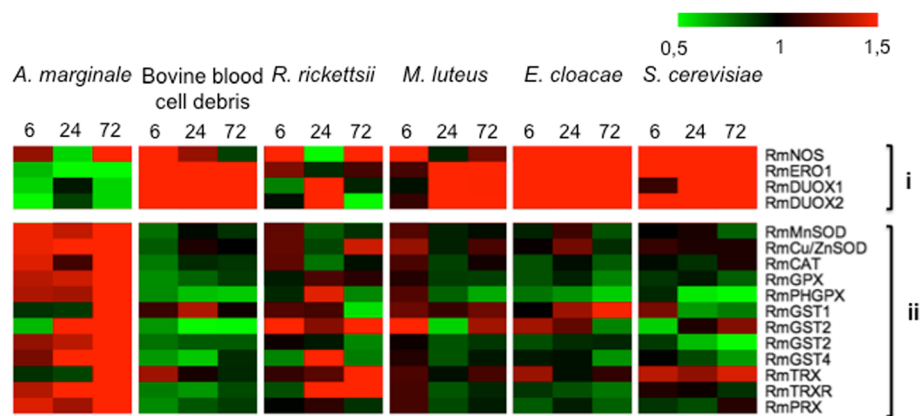 0,5 1 1,5
A. marginale Bovine blood cell debris R. rickettsii M. luteus E. cloacae S. cerevisiae
6 24 72 6 24 72 6 24 72 6 24 72 6 24 72 6 24 72
RmNOS
RmERO1
RmDUOX1
RmDUOX2
i
RmMnSOD
RmCu/ZnSOD
RmCAT
RmGPX
RmPHGPX
RmGST1
RmGST2
RmGST2
RmGST4
RmTRX
RmTRXR
RmPRX
ii